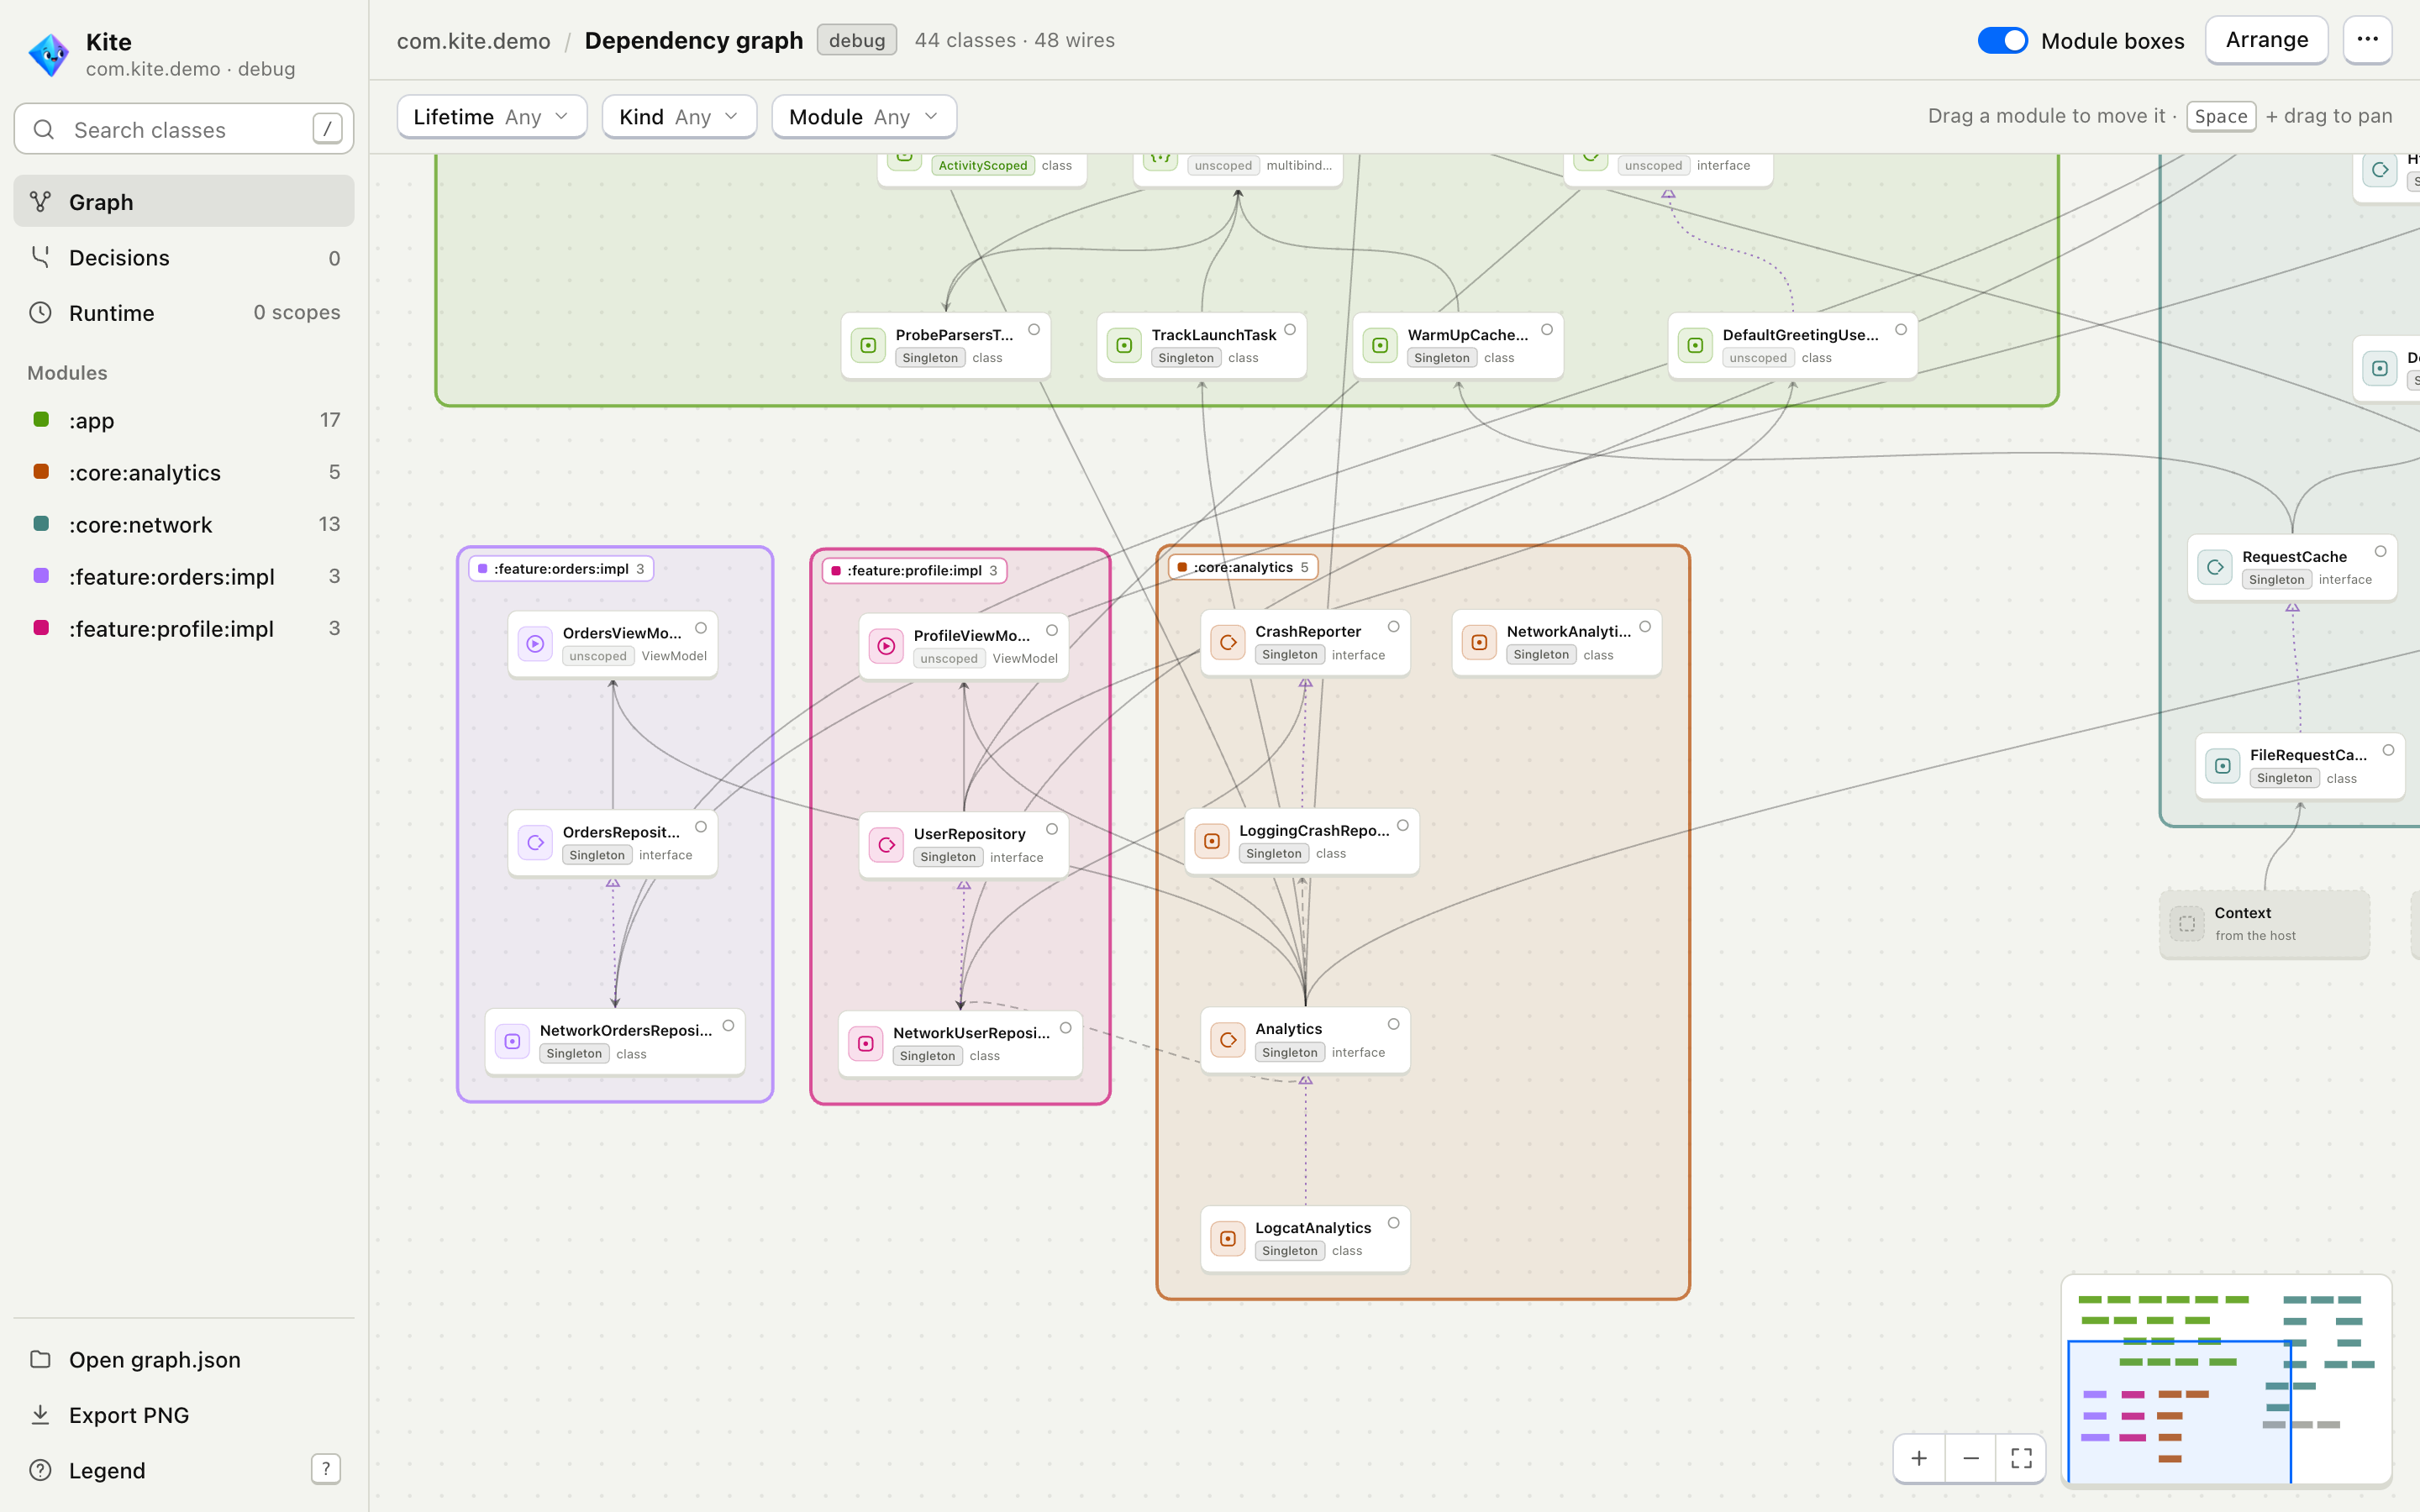 Kite
com.kite.demo · debug
Search classes /
Graph
Decisions 0
Runtime 0 scopes
Modules
:app 17
:core:analytics 5
:core:network 13
:feature:orders:impl 3
:feature:profile:impl 3
Open graph.json
Export PNG
Legend ?
com.kite.demo / Dependency graph debug 44 classes · 48 wires
Module boxes Arrange ...
Lifetime Any Kind Any Module Any
Drag a module to move it · Space + drag to pan
ActivityScoped class
unscoped multibind...
unscoped interface
ProbeParsersT...
Singleton class
TrackLaunchTask
Singleton class
WarmUpCache...
Singleton class
DefaultGreetingUse...
unscoped class
:feature:orders:impl 3
OrdersViewMo...
unscoped ViewModel
OrdersReposit...
Singleton interface
NetworkOrdersReposi...
Singleton class
:feature:profile:impl 3
ProfileViewMo...
unscoped ViewModel
UserRepository
Singleton interface
NetworkUserReposi...
Singleton class
:core:analytics 5
CrashReporter
Singleton interface
NetworkAnalyti...
Singleton class
LoggingCrashRepo...
Singleton class
Analytics
Singleton interface
LogcatAnalytics
Singleton class
RequestCache
Singleton interface
FileRequestCa...
Singleton class
Context
from the host